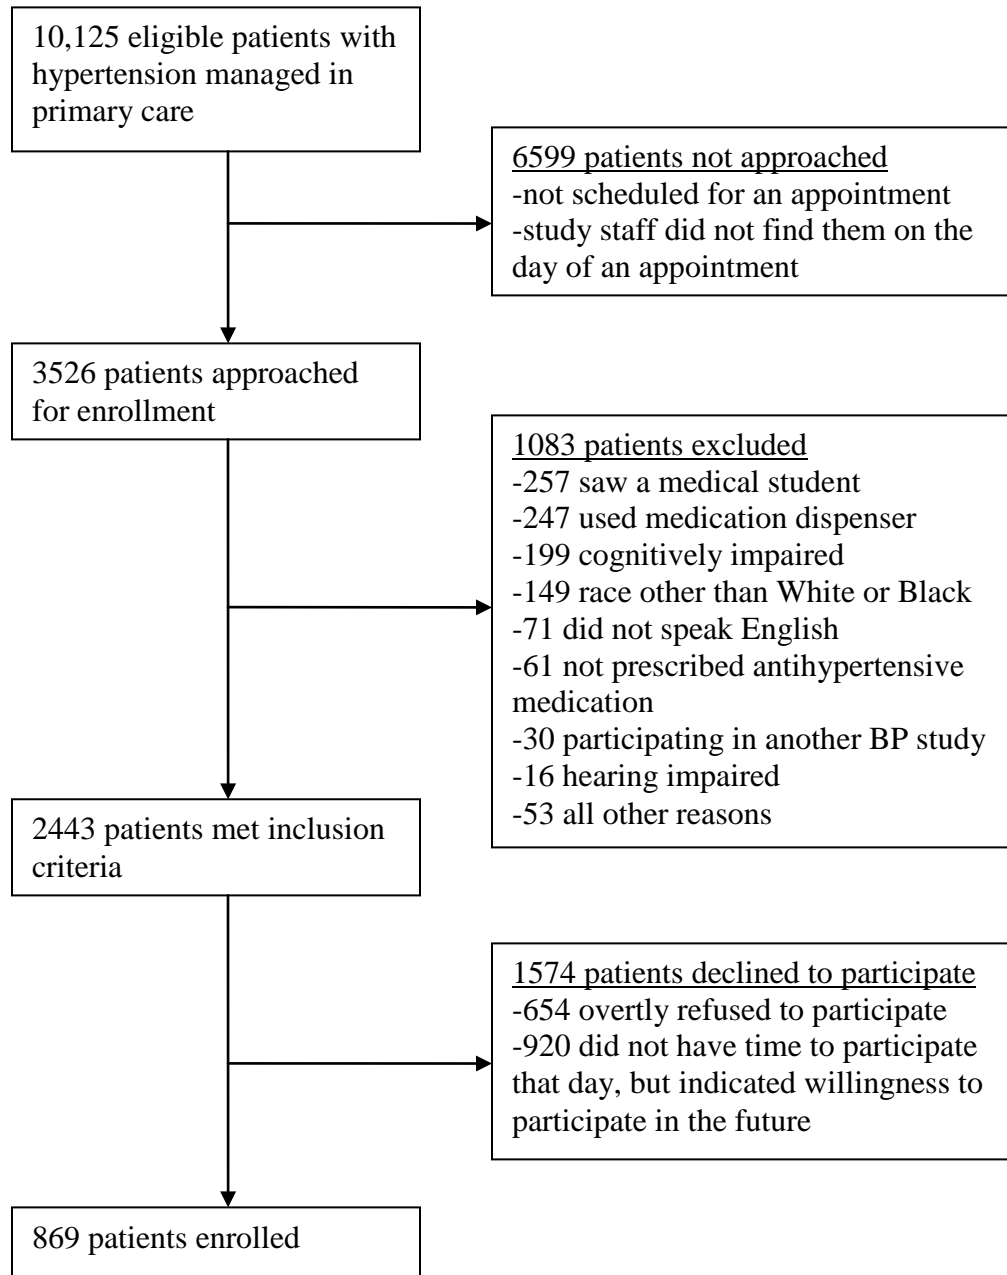 10,125 eligible patients with
hypertension managed in
primary care
6599 patients not approached
-not scheduled for an appointment
-study staff did not find them on the
day of an appointment
3526 patients approached
for enrollment
1083 patients excluded
-257 saw a medical student
-247 used medication dispenser
-199 cognitively impaired
-149 race other than White or Black
-71 did not speak English
-61 not prescribed antihypertensive
medication
-30 participating in another BP study
-16 hearing impaired
-53 all other reasons
2443 patients met inclusion
criteria
1574 patients declined to participate
-654 overtly refused to participate
-920 did not have time to participate
that day, but indicated willingness to
participate in the future
869 patients enrolled